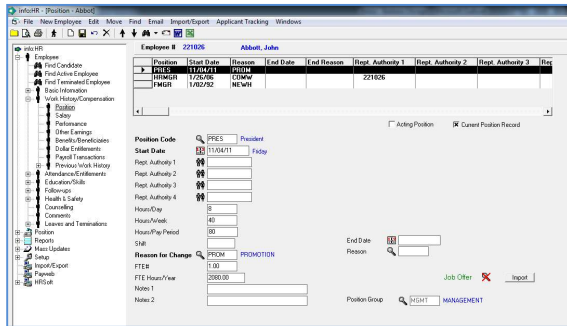 info:HR - [Position - Abbot]
File New Employee Edit Move Find Email Import/Export Applicant Tracking Windows
Employee # 221026 Abbott, John
info:HR
Employee
Find Candidate
Find Active Employee
Find Terminated Employee
Basic Information
Work History/Compensation
Position
Salary
Performance
Other Earnings
Benefits/Beneficiaries
Dollar Entitlements
Payroll Transactions
Previous Work History
Attendance/Entitlements
Education/Skills
Follow-ups
Health & Safety
Counselling
Comments
Leaves and Terminations
Position
Reports
Mass Updates
Setup
Import/Export
Payweb
HRSoft
Position Start Date Reason End Date End Reason Rept. Authority 1 Rept. Authority 2 Rept. Authority 3 Rep
PRES 11/04/11 PROM
HRMGR 1/26/06 COMW 221026
FMGR 1/02/92 NEWH
Acting Position Current Position Record
Position Code PRES President
Start Date 11/04/11 Friday
Rept. Authority 1
Rept. Authority 2
Rept. Authority 3
Rept. Authority 4
Hours/Day 8
Hours/Week 40
Hours/Pay Period 80
Shift
End Date
Reason for Change PROM PROMOTION
Reason
FTE# 1.00
FTE Hours/Year 2080.00
Job Offer Import
Notes 1
Notes 2
Position Group MGMT MANAGEMENT